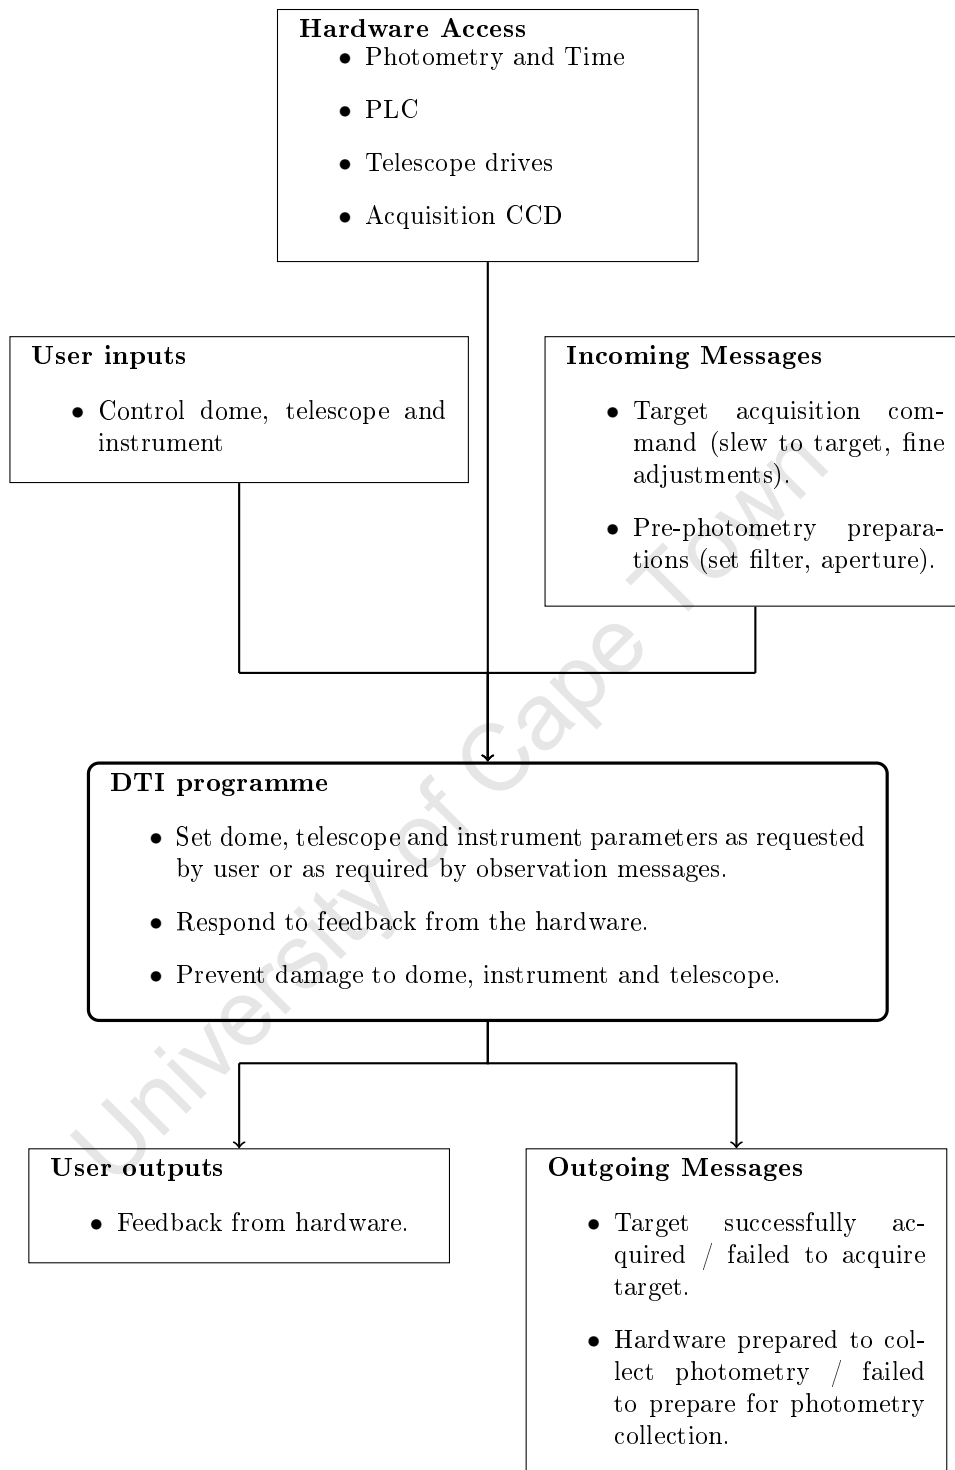 Hardware Access
• Photometry and Time
• PLC
• Telescope drives
• Acquisition CCD
User inputs
• Control dome, telescope and
instrument
Incoming Messages
• Target acquisition com-
mand (slew to target, fine
adjustments).
• Pre-photometry prepara-
tions (set filter, aperture).
DTI programme
• Set dome, telescope and instrument parameters as requested
by user or as required by observation messages.
• Respond to feedback from the hardware.
• Prevent damage to dome, instrument and telescope.
User outputs
• Feedback from hardware.
Outgoing Messages
• Target successfully ac-
quired / failed to acquire
target.
• Hardware prepared to col-
lect photometry / failed
to prepare for photometry
collection.
University of Cape Town